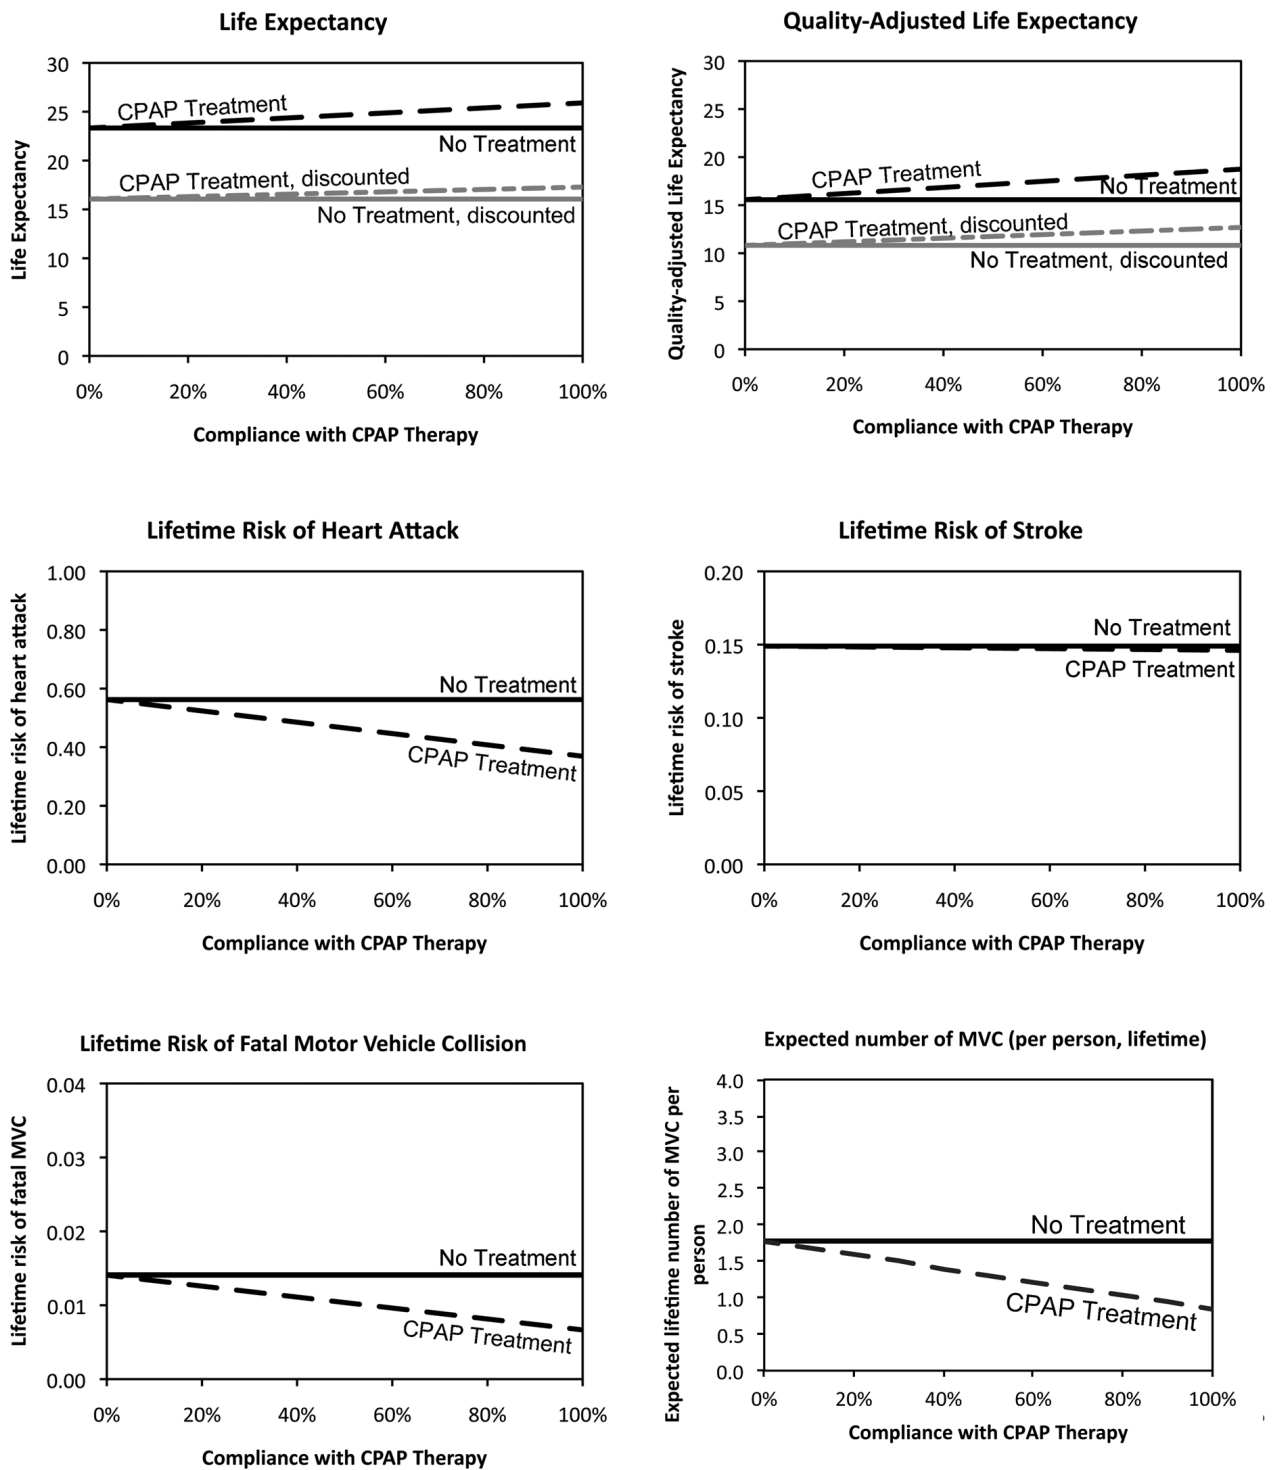 Life Expectancy
Life Expectancy
30
25
20
15
10
5
0
CPAP Treatment
No Treatment
CPAP Treatment, discounted
No Treatment, discounted
0% 20% 40% 60% 80% 100%
Compliance with CPAP Therapy
Quality-Adjusted Life Expectancy
Quality-adjusted Life Expectancy
30
25
20
15
10
5
0
CPAP Treatment
No Treatment
CPAP Treatment, discounted
No Treatment, discounted
0% 20% 40% 60% 80% 100%
Compliance with CPAP Therapy
Lifetime Risk of Heart Attack
Lifetime risk of heart attack
1.00
0.80
0.60
0.40
0.20
0.00
No Treatment
CPAP Treatment
0% 20% 40% 60% 80% 100%
Compliance with CPAP Therapy
Lifetime Risk of Stroke
Lifetime risk of stroke
0.20
0.15
0.10
0.05
0.00
No Treatment
CPAP Treatment
0% 20% 40% 60% 80% 100%
Compliance with CPAP Therapy
Lifetime Risk of Fatal Motor Vehicle Collision
Lifetime risk of fatal MVC
0.04
0.03
0.02
0.01
0.00
No Treatment
CPAP Treatment
0% 20% 40% 60% 80% 100%
Compliance with CPAP Therapy
Expected number of MVC (per person, lifetime)
Expected lifetime number of MVC per
person
4.0
3.5
3.0
2.5
2.0
1.5
1.0
0.5
0.0
No Treatment
CPAP Treatment
0% 20% 40% 60% 80% 100%
Compliance with CPAP Therapy